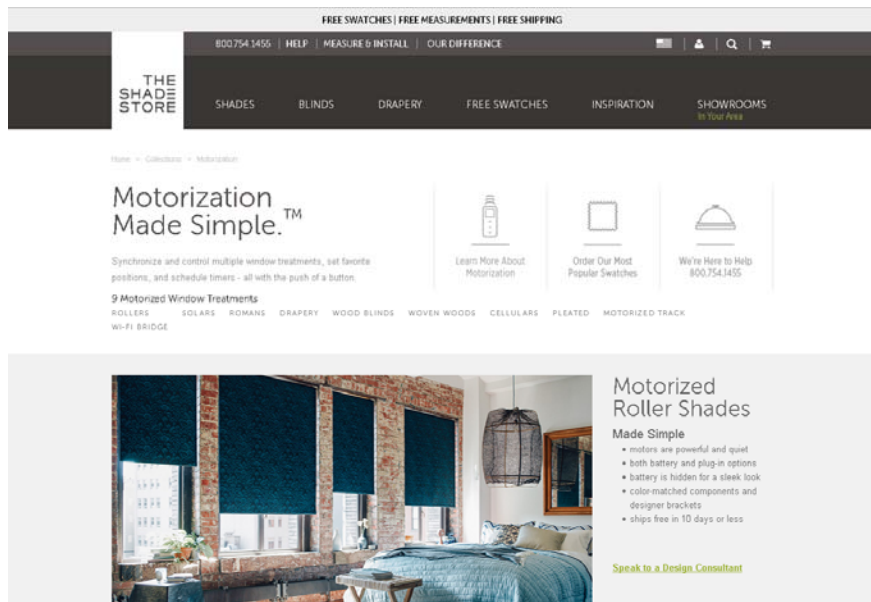 FREE SWATCHES | FREE MEASUREMENTS | FREE SHIPPING
800.754.1455 | HELP | MEASURE & INSTALL | OUR DIFFERENCE
THE
SHADE
STORE
SHADES BLINDS DRAPERY FREE SWATCHES INSPIRATION SHOWROOMS
In Your Area
Home > Collections > Motorization
Motorization
Made Simple.™
Synchronize and control multiple window treatments, set favorite
positions, and schedule timers - all with the push of a button.
Learn More About
Motorization
Order Our Most
Popular Swatches
We're Here to Help
800.754.1455
9 Motorized Window Treatments
ROLLERS SOLARS ROMANS DRAPERY WOOD BLINDS WOVEN WOODS CELLULARS PLEATED MOTORIZED TRACK
WI-FI BRIDGE
Motorized
Roller Shades
Made Simple
• motors are powerful and quiet
• both battery and plug-in options
• battery is hidden for a sleek look
• color-matched components and
designer brackets
• ships free in 10 days or less
Speak to a Design Consultant